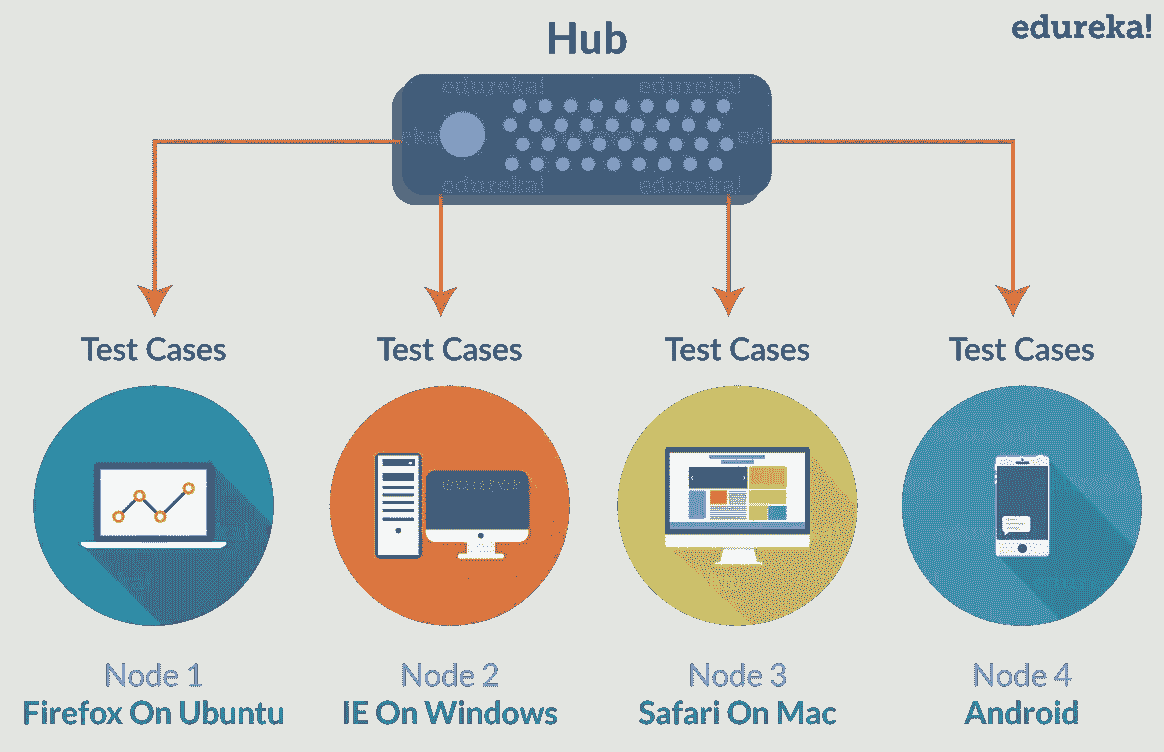 edureka!
Hub
edureka! edureka!
edureka! edureka!
Test Cases Test Cases Test Cases Test Cases
Node 1 Node 2 Node 3 Node 4
Firefox On Ubuntu IE On Windows Safari On Mac Android